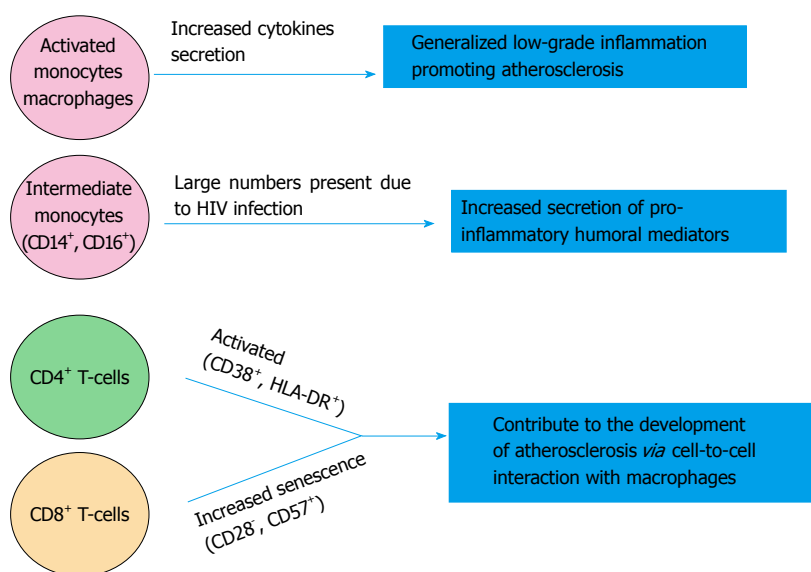 Activated
monocytes
macrophages
Increased cytokines
secretion
Generalized low-grade inflammation
promoting atherosclerosis
Intermediate
monocytes
(CD14⁺, CD16⁺)
Large numbers present due
to HIV infection
Increased secretion of pro-
inflammatory humoral mediators
CD4⁺ T-cells
Activated
(CD38⁺, HLA-DR⁺)
CD8⁺ T-cells
Increased senescence
(CD28⁻, CD57⁺)
Contribute to the development
of atherosclerosis via cell-to-cell
interaction with macrophages